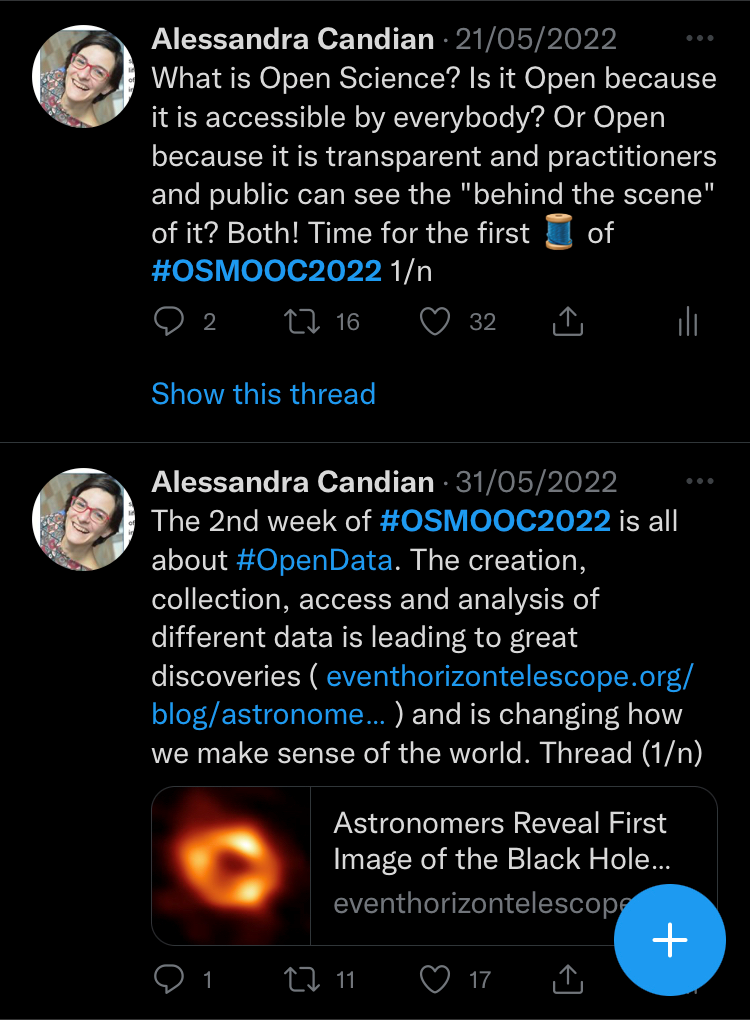 Alessandra Candian · 21/05/2022
What is Open Science? Is it Open because
it is accessible by everybody? Or Open
because it is transparent and practitioners
and public can see the "behind the scene"
of it? Both! Time for the first 🧵 of
#OSMOOC2022 1/n
2 16 32
Show this thread
Alessandra Candian · 31/05/2022
The 2nd week of #OSMOOC2022 is all
about #OpenData. The creation,
collection, access and analysis of
different data is leading to great
discoveries ( eventhorizontelescope.org/
blog/astronome... ) and is changing how
we make sense of the world. Thread (1/n)
Astronomers Reveal First
Image of the Black Hole...
eventhorizontelescope
1 11 17